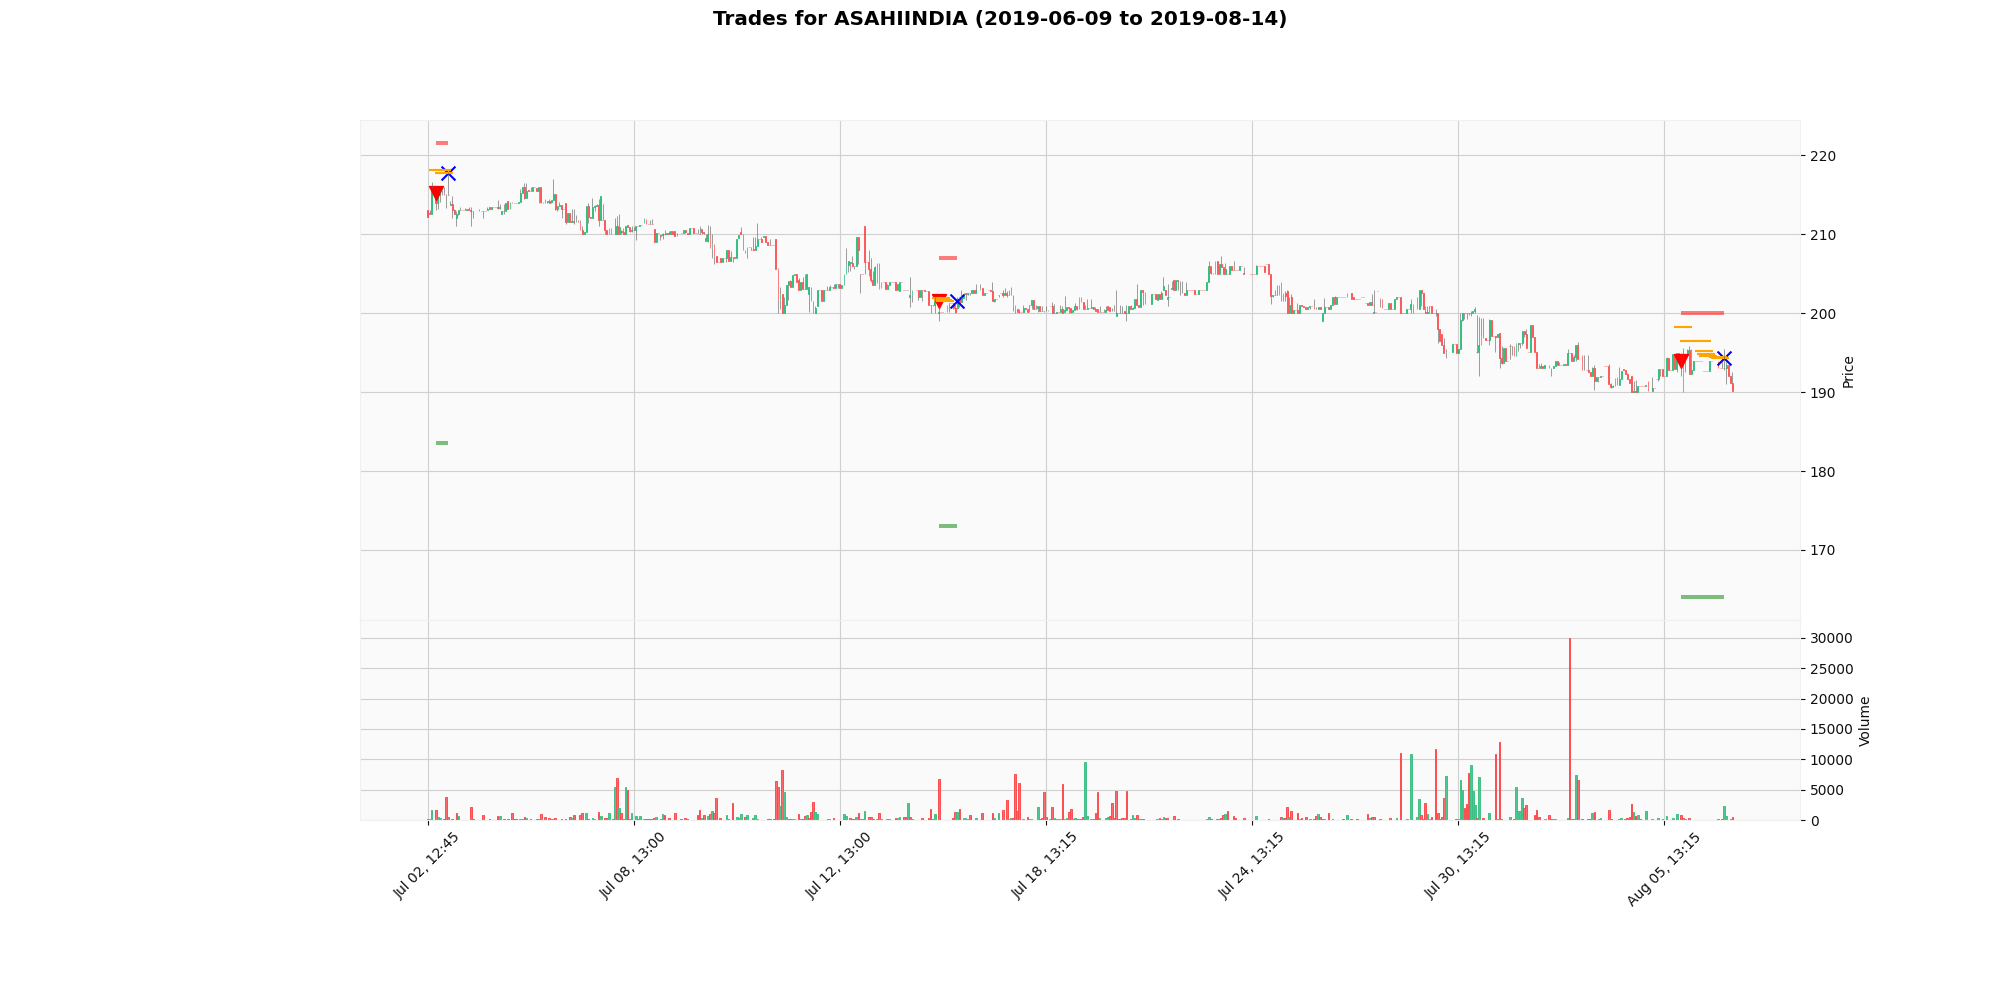 Trades for ASAHIINDIA (2019-06-09 to 2019-08-14)
220
210
200
190
180
170
Price
30000
25000
20000
15000
10000
5000
0
Volume
Jul 02, 12:45
Jul 08, 13:00
Jul 12, 13:00
Jul 18, 13:15
Jul 24, 13:15
Jul 30, 13:15
Aug 05, 13:15